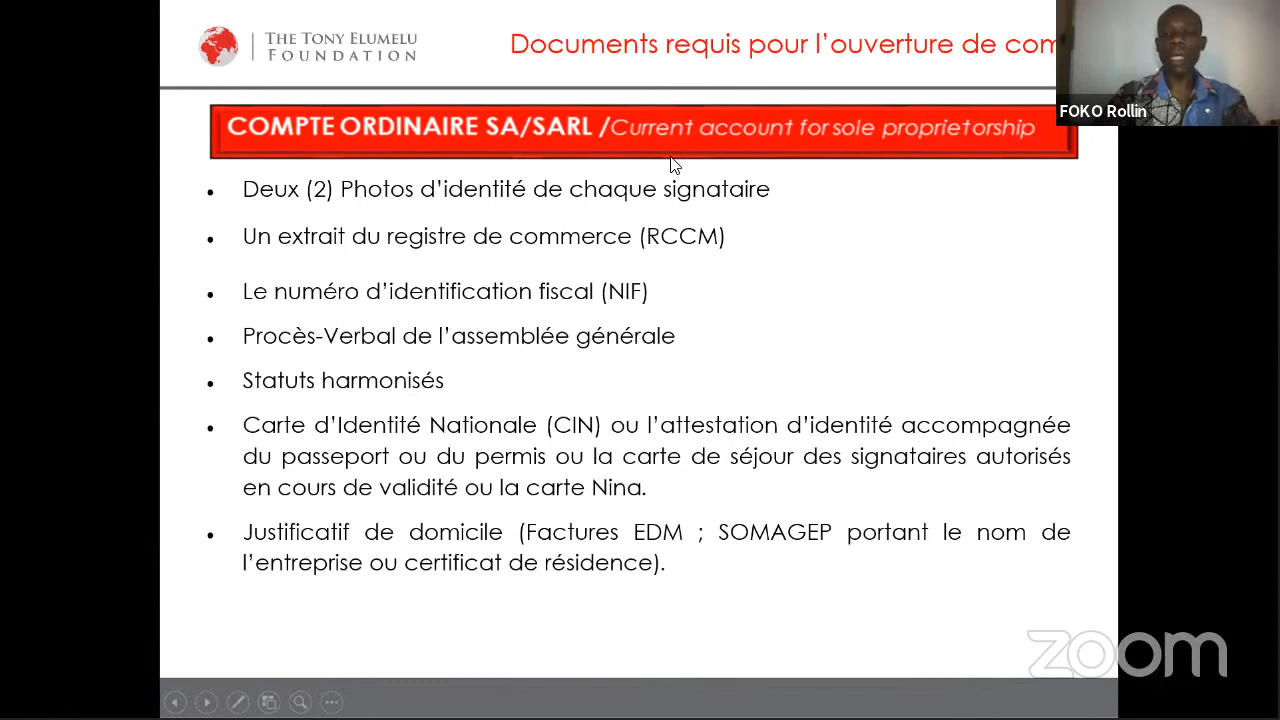 THE TONY ELUMELU
FOUNDATION
Documents requis pour l'ouverture de com
FOKO Rollin
COMPTE ORDINAIRE SA/SARL /Current account for sole proprietorship
• Deux (2) Photos d'identité de chaque signataire
• Un extrait du registre de commerce (RCCM)
• Le numéro d'identification fiscal (NIF)
• Procès-Verbal de l'assemblée générale
• Statuts harmonisés
• Carte d'Identité Nationale (CIN) ou l'attestation d'identité accompagnée
du passeport ou du permis ou la carte de séjour des signataires autorisés
en cours de validité ou la carte Nina.
• Justificatif de domicile (Factures EDM ; SOMAGEP portant le nom de
l'entreprise ou certificat de résidence).
zoom